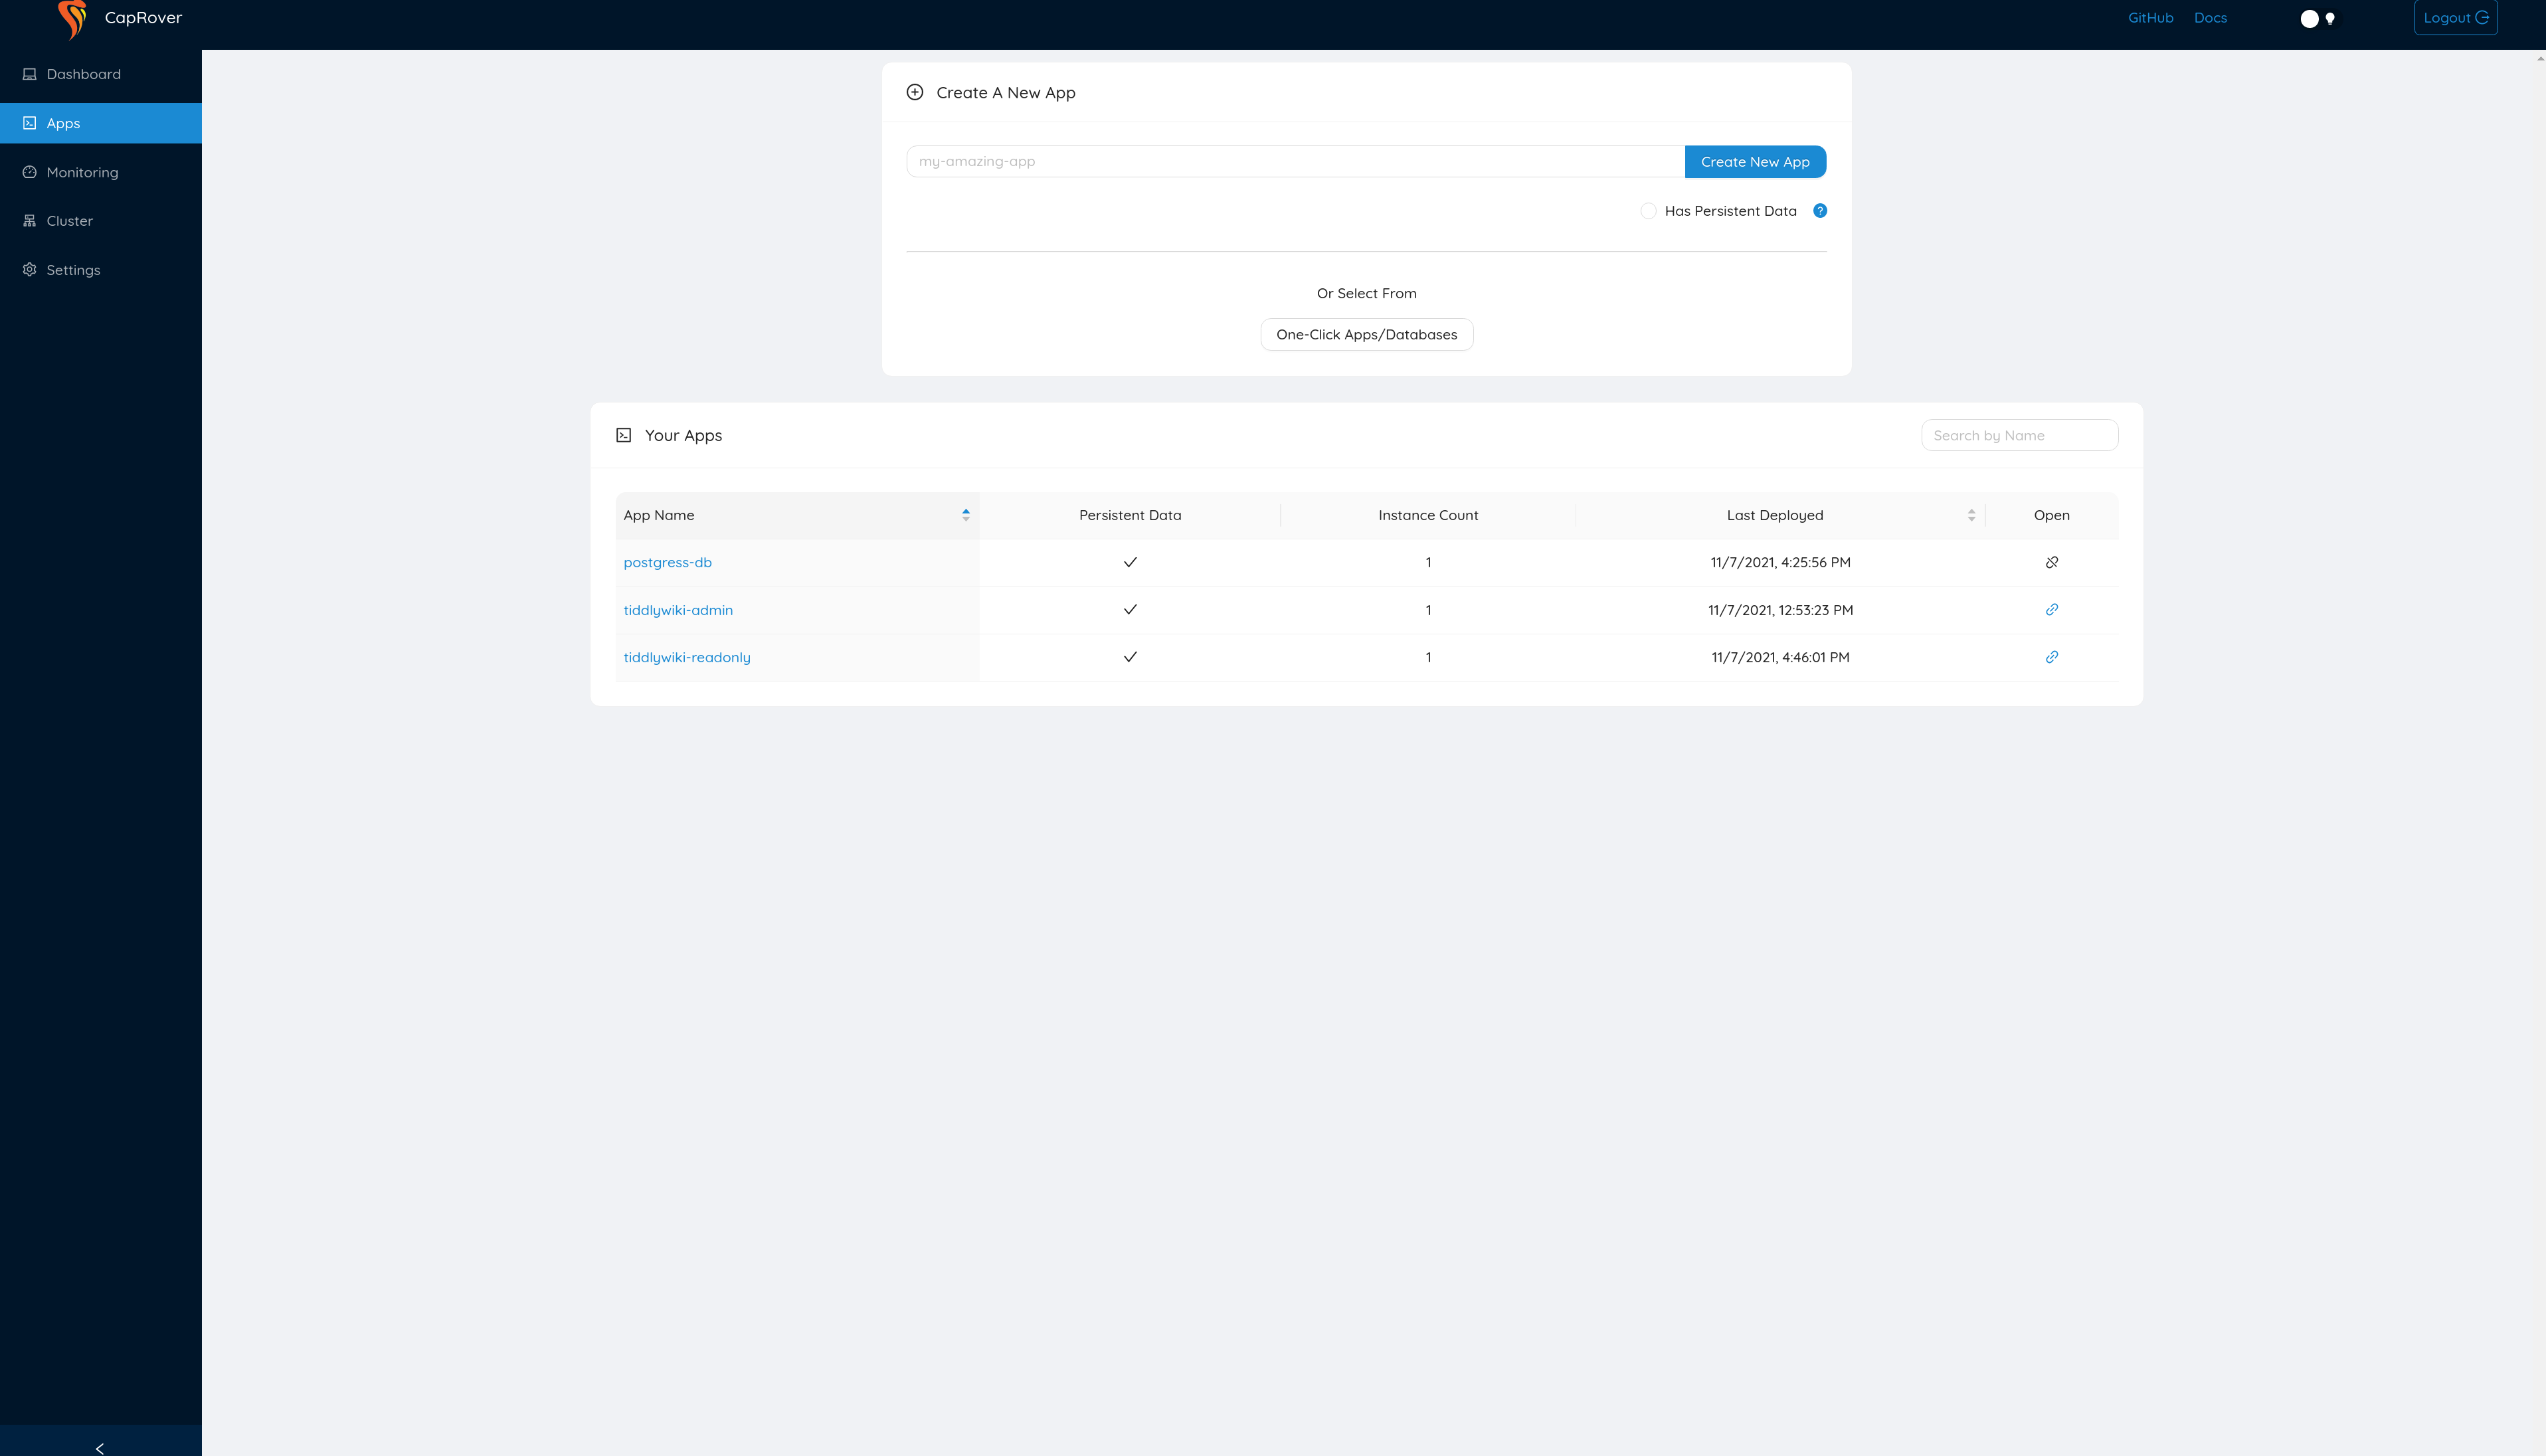 CapRover
GitHub Docs
Logout
Dashboard
Apps
Monitoring
Cluster
Settings
Create A New App
my-amazing-app
Create New App
Has Persistent Data
Or Select From
One-Click Apps/Databases
Your Apps
Search by Name
App Name Persistent Data Instance Count Last Deployed Open
postgress-db 1 11/7/2021, 4:25:56 PM
tiddlywiki-admin 1 11/7/2021, 12:53:23 PM
tiddlywiki-readonly 1 11/7/2021, 4:46:01 PM